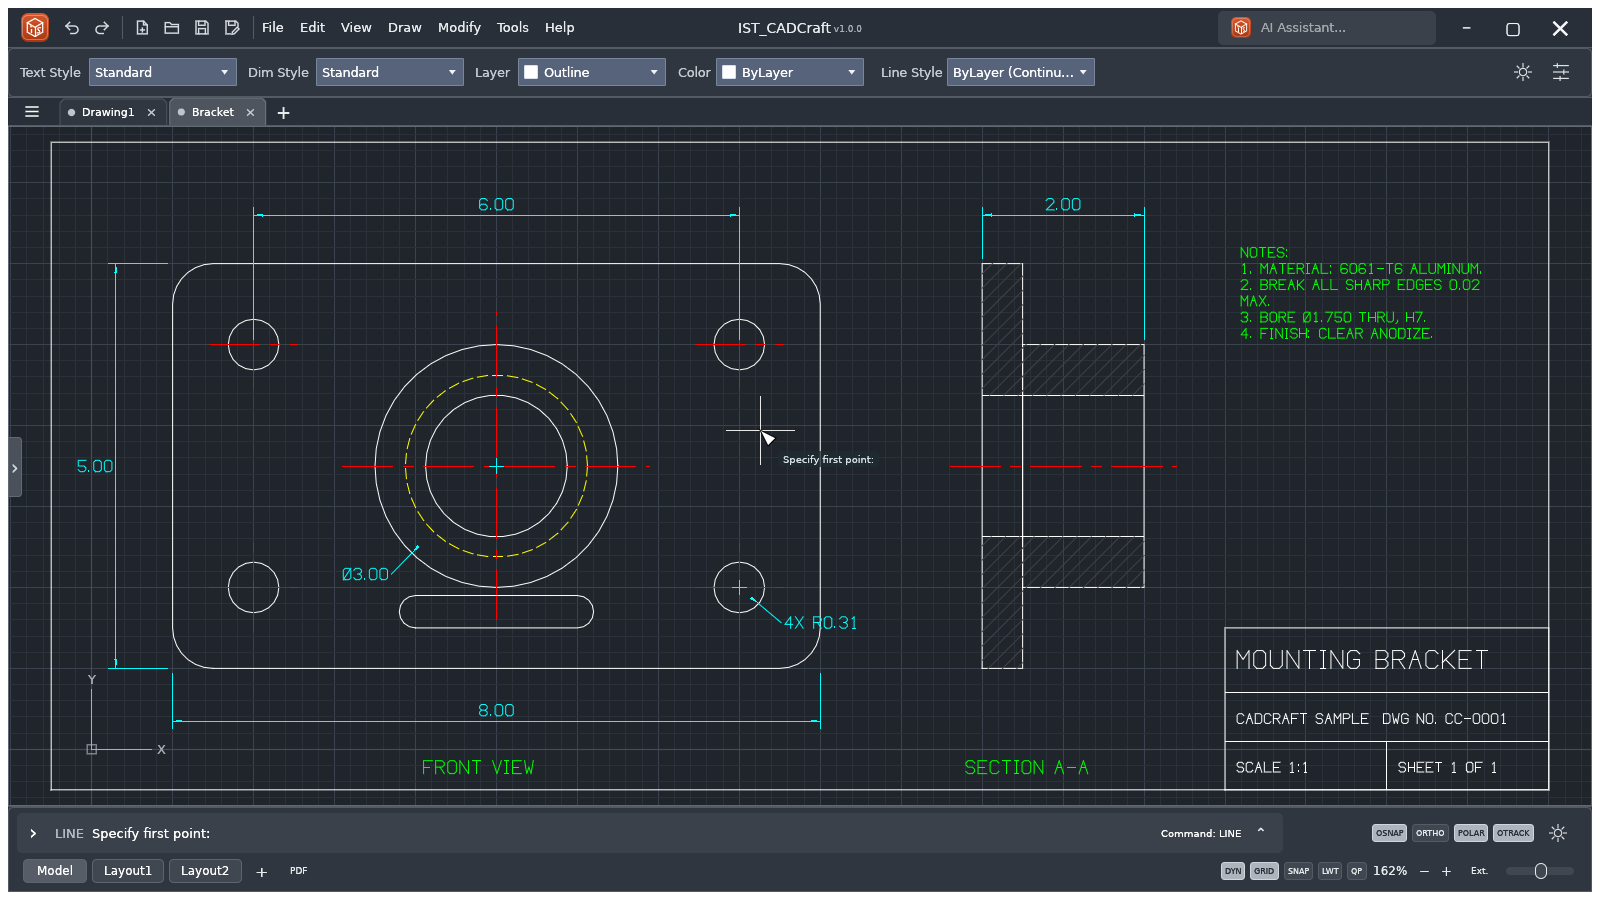 File Edit View Draw Modify Tools Help
IST_CADCraft v1.0.0
AI Assistant...
Text Style Standard Dim Style Standard Layer Outline Color ByLayer Line Style ByLayer (Continu...
Drawing1 Bracket
6.00
2.00
NOTES:
1. MATERIAL: 6061-T6 ALUMINUM.
2. BREAK ALL SHARP EDGES 0.02
MAX.
3. BORE Ø1.750 THRU, H7.
4. FINISH: CLEAR ANODIZE.
5.00
Specify first point:
Ø3.00
4X R0.31
MOUNTING BRACKET
Y
8.00
CADCRAFT SAMPLE DWG NO. CC-0001
X
FRONT VIEW
SECTION A-A
SCALE 1:1
SHEET 1 OF 1
LINE Specify first point:
Command: LINE
OSNAP ORTHO POLAR OTRACK
Model Layout1 Layout2 + PDF
DYN GRID SNAP LWT QP 162% − + Ext.